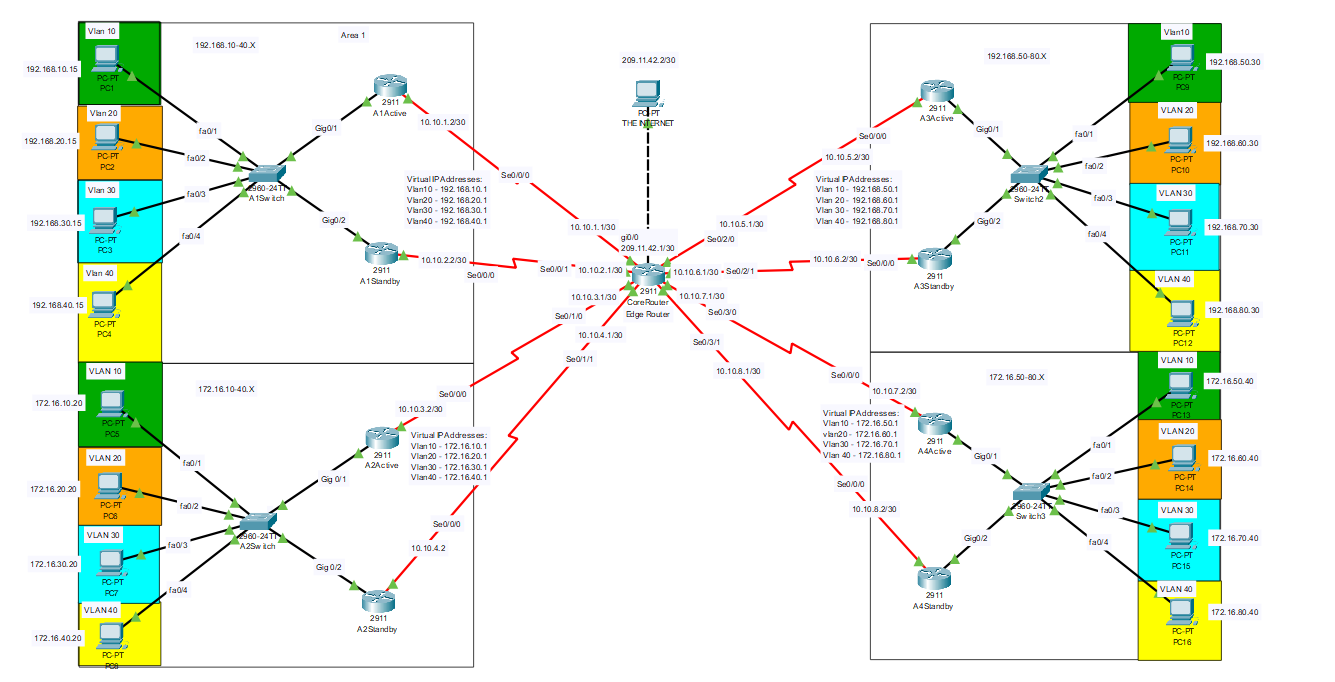 Vlan 10
192.168.10.15
PC-PT
PC1
Vlan 20
192.168.20.15
PC-PT
PC2
Vlan 30
192.168.30.15
PC-PT
PC3
Vlan 40
192.168.40.15
PC-PT
PC4
192.168.10-40.X
Area 1
fa0/1
fa0/2
fa0/3
fa0/4
2960-24TT
A1Switch
Gig0/1
Gig0/2
2911
A1Active
2911
A1Standby
10.10.1.2/30
Se0/0/0
10.10.2.2/30
Se0/0/0
Virtual IP Addresses:
Vlan10 - 192.168.10.1
Vlan20 - 192.168.20.1
Vlan30 - 192.168.30.1
Vlan40 - 192.168.40.1
209.11.42.2/30
PC-PT
THE INTERNET
gi0/0
209.11.42.1/30
10.10.1.1/30
Se0/0/1
10.10.2.1/30
10.10.3.1/30
Se0/1/0
10.10.4.1/30
Se0/1/1
2911
CoreRouter
Edge Router
10.10.5.1/30
Se0/2/0
10.10.6.1/30
Se0/2/1
10.10.7.1/30
Se0/3/0
Se0/3/1
10.10.8.1/30
192.168.50-80.X
2911
A3Active
Se0/0/0
10.10.5.2/30
Virtual IP Addresses:
Vlan 10 - 192.168.50.1
Vlan 20 - 192.168.60.1
Vlan 30 - 192.168.70.1
Vlan 40 - 192.168.80.1
10.10.6.2/30
Se0/0/0
2911
A3Standby
Gig0/1
Gig0/2
2960-24TT
Switch2
fa0/1
fa0/2
fa0/3
fa0/4
Vlan10
192.168.50.30
PC-PT
PC9
VLAN 20
192.168.60.30
PC-PT
PC10
VLAN 30
192.168.70.30
PC-PT
PC11
VLAN 40
192.168.80.30
PC-PT
PC12
VLAN 10
172.16.10.20
PC-PT
PC5
VLAN 20
172.16.20.20
PC-PT
PC6
VLAN 30
172.16.30.20
PC-PT
PC7
VLAN 40
172.16.40.20
PC-PT
PC8
172.16.10-40.X
fa0/1
fa0/2
fa0/3
fa0/4
2960-24TT
A2Switch
Gig 0/1
Gig 0/2
2911
A2Active
2911
A2Standby
Se0/0/0
10.10.3.2/30
Virtual IP Addresses:
Vlan10 - 172.16.10.1
Vlan20 - 172.16.20.1
Vlan30 - 172.16.30.1
Vlan40 - 172.16.40.1
Se0/0/0
10.10.4.2
172.16.50-80.X
Se0/0/0
10.10.7.2/30
Virtual IP Addresses:
Vlan10 - 172.16.50.1
vlan20 - 172.16.60.1
Vlan30 - 172.16.70.1
Vlan 40 - 172.16.80.1
Se0/0/0
10.10.8.2/30
2911
A4Active
2911
A4Standby
Gig0/1
Gig0/2
2960-24TT
Switch3
fa0/1
fa0/2
fa0/3
fa0/4
VLAN 10
172.16.50.40
PC-PT
PC13
VLAN 20
172.16.60.40
PC-PT
PC14
VLAN 30
172.16.70.40
PC-PT
PC15
VLAN 40
172.16.80.40
PC-PT
PC16